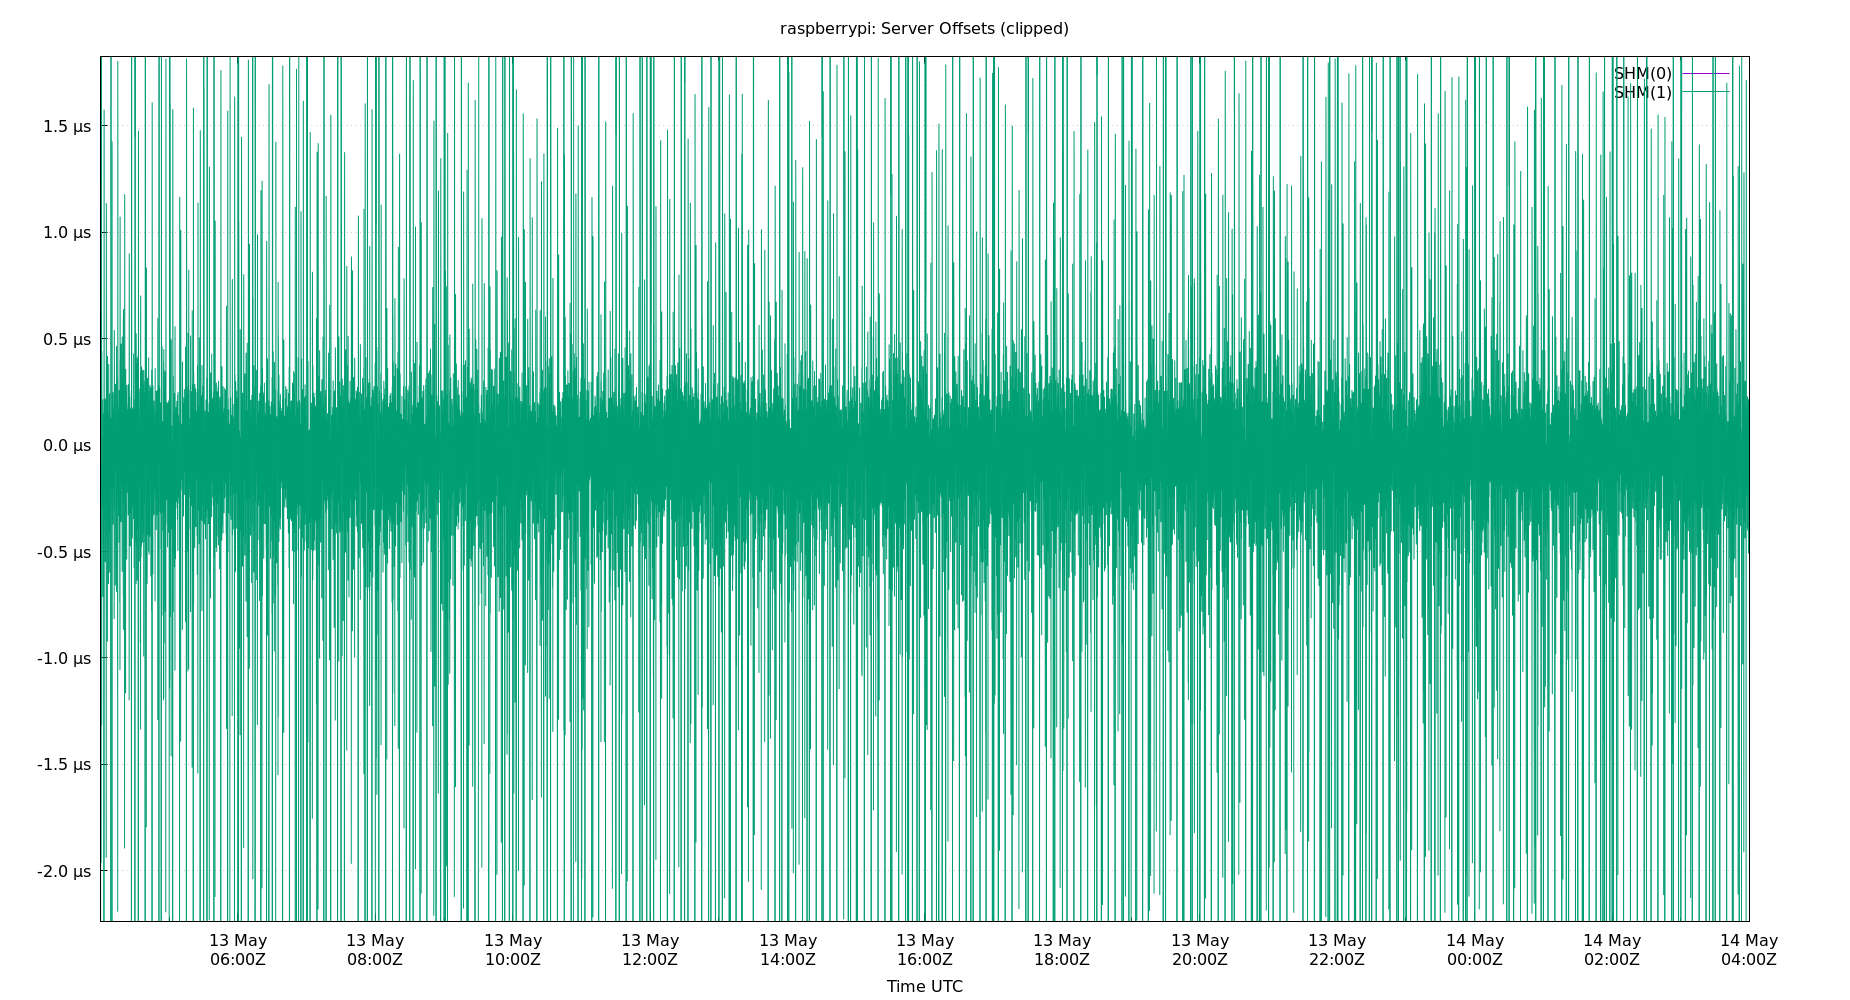 raspberrypi: Server Offsets (clipped)
SHM(0)
SHM(1)
1.5 µs
1.0 µs
0.5 µs
0.0 µs
-0.5 µs
-1.0 µs
-1.5 µs
-2.0 µs
13 May 13 May 13 May 13 May 13 May 13 May 13 May 13 May 13 May 14 May 14 May 14 May
06:00Z 08:00Z 10:00Z 12:00Z 14:00Z 16:00Z 18:00Z 20:00Z 22:00Z 00:00Z 02:00Z 04:00Z
Time UTC